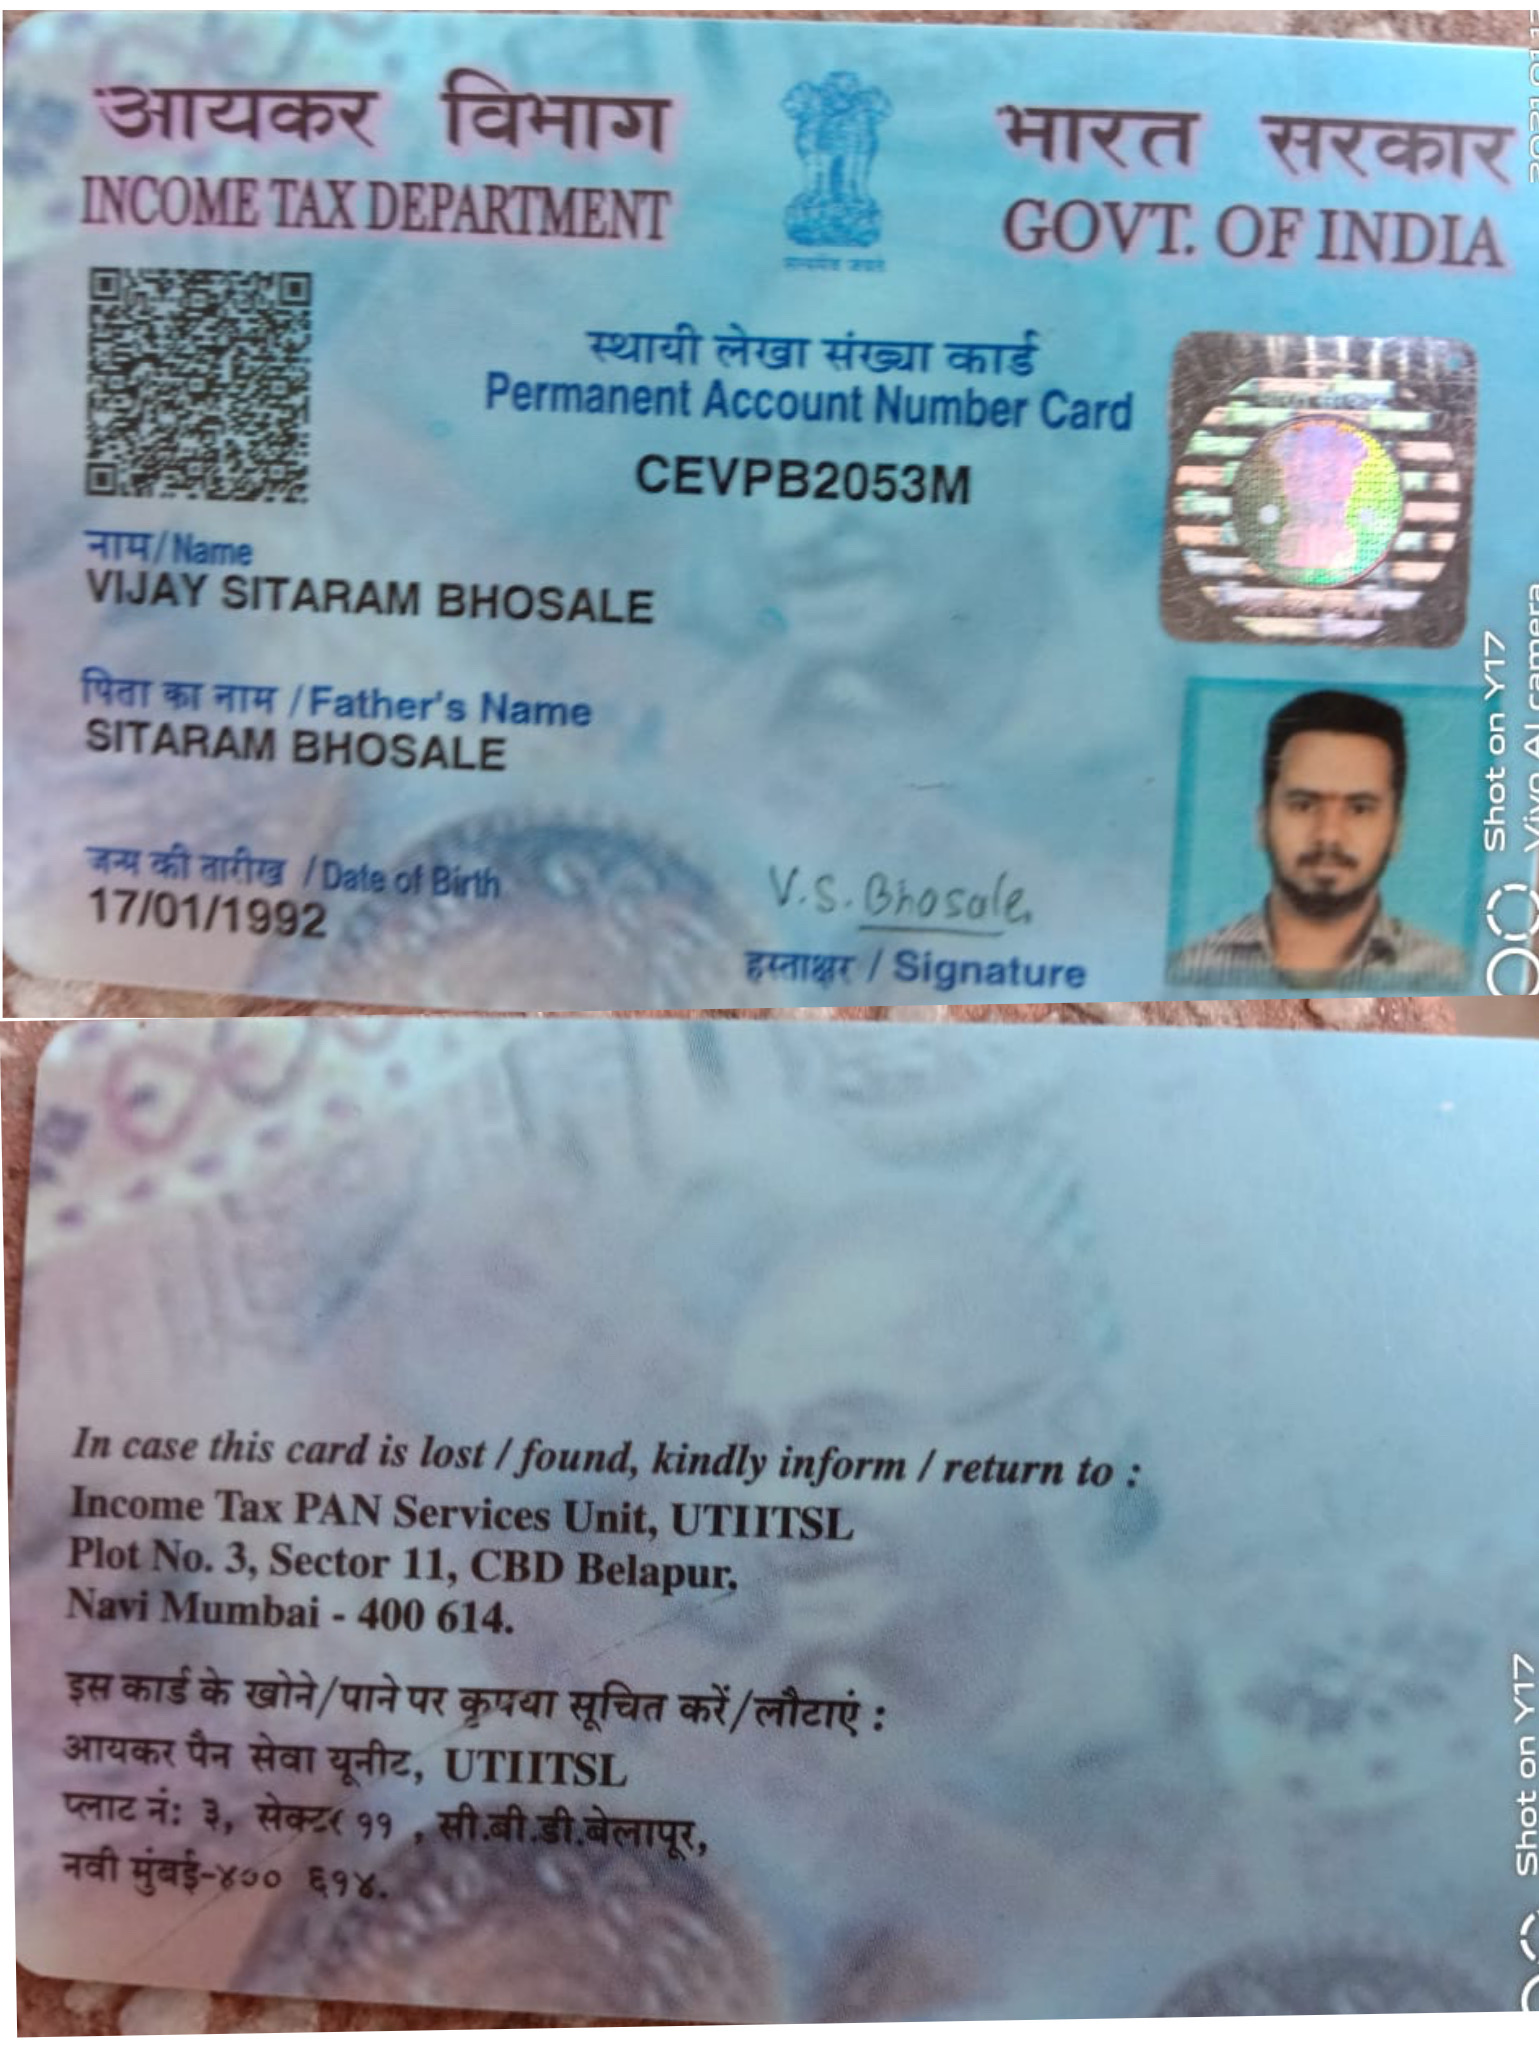 आयकर विभाग
INCOME TAX DEPARTMENT
भारत सरकार
GOVT. OF INDIA
सत्यमेव जयते
स्थायी लेखा संख्या कार्ड
Permanent Account Number Card
CEVPB2053M
नाम/Name
VIJAY SITARAM BHOSALE
पिता का नाम /Father's Name
SITARAM BHOSALE
जन्म की तारीख /Date of Birth
17/01/1992
V.S.Bhosale
हस्ताक्षर / Signature
Shot on Y17
Vivo AI camera
In case this card is lost / found, kindly inform / return to :
Income Tax PAN Services Unit, UTIITSL
Plot No. 3, Sector 11, CBD Belapur,
Navi Mumbai - 400 614.
इस कार्ड के खोने/पाने पर कृपया सूचित करें/लौटाएं :
आयकर पैन सेवा यूनीट, UTIITSL
प्लाट नं: ३, सेक्टर ११ , सी.बी.डी.बेलापूर,
नवी मुंबई-४०० ६१४.
Shot on Y17